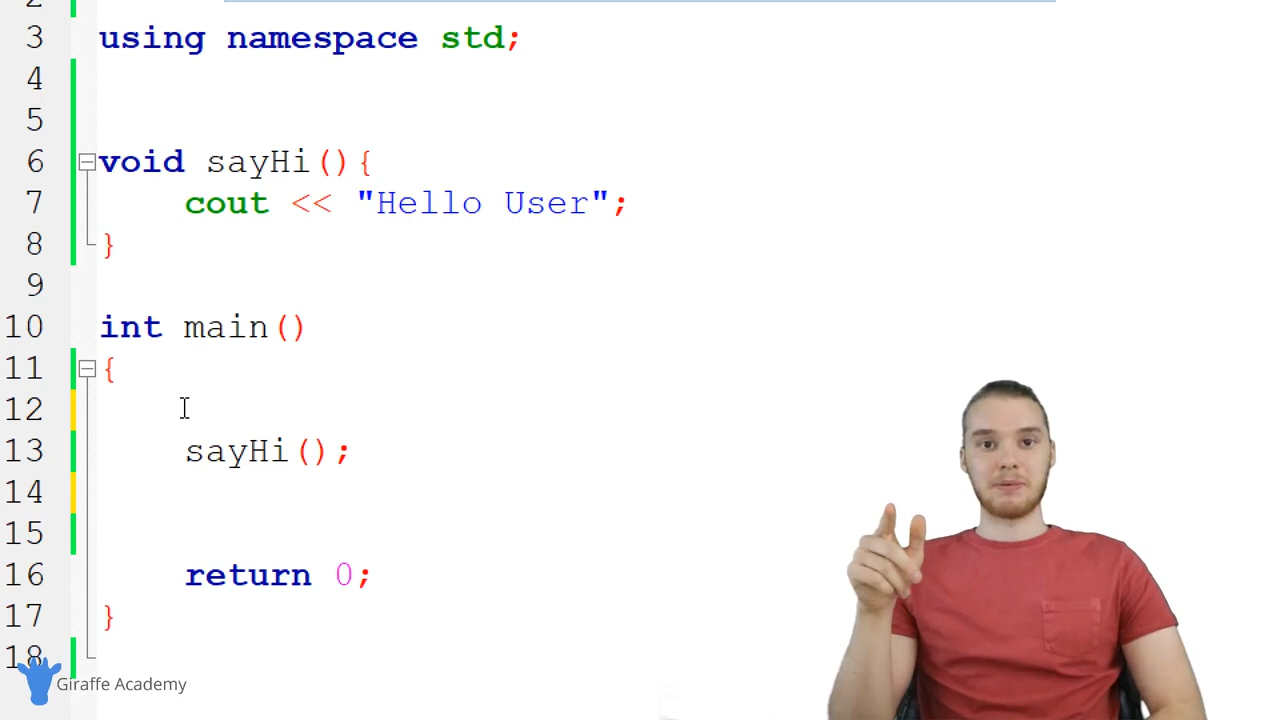 3 using namespace std;
4
5
6 void sayHi(){
7 cout << "Hello User";
8 }
9
10 int main()
11 {
12
13 sayHi();
14
15
16 return 0;
17 }
18
Giraffe Academy